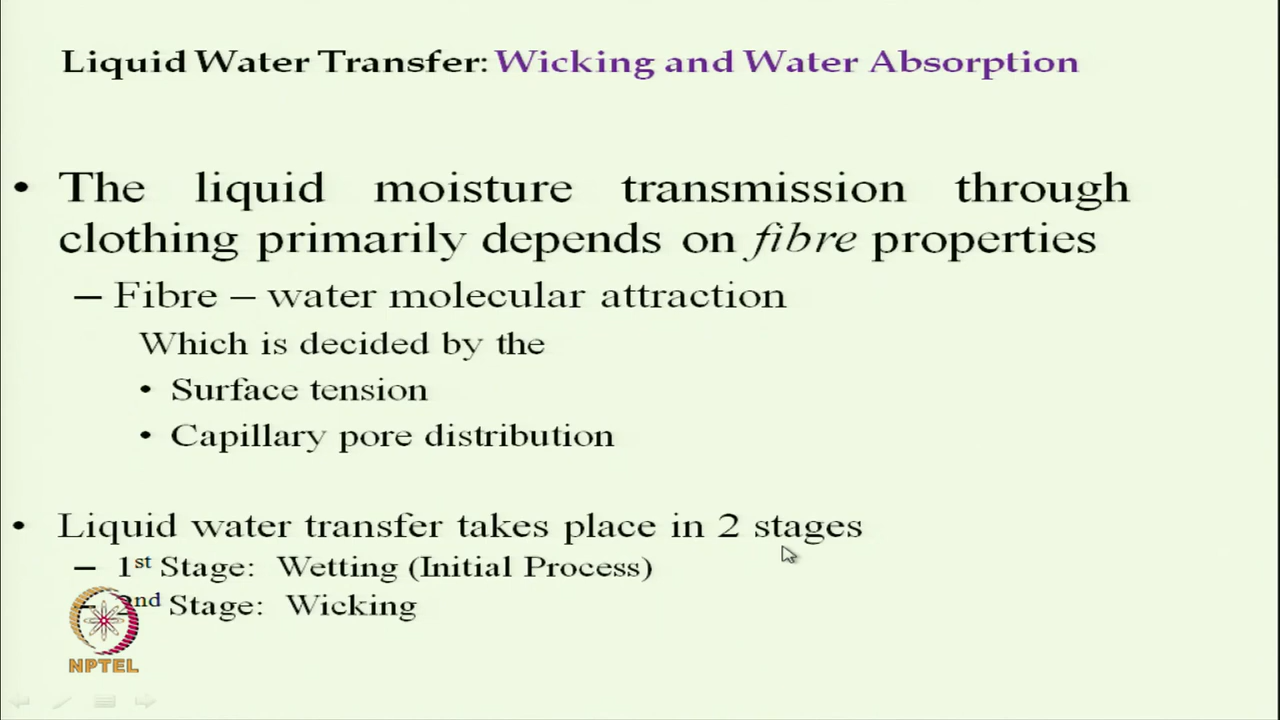 Liquid Water Transfer: Wicking and Water Absorption
• The liquid moisture transmission through
clothing primarily depends on fibre properties
– Fibre – water molecular attraction
Which is decided by the
• Surface tension
• Capillary pore distribution
• Liquid water transfer takes place in 2 stages
– 1st Stage: Wetting (Initial Process)
– 2nd Stage: Wicking
NPTEL